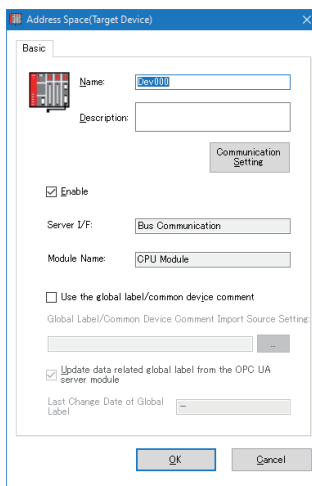 Address Space(Target Device)
Basic
Name:
Dev000
Description:
Communication
Setting
Enable
Server I/F:
Bus Communication
Module Name:
CPU Module
Use the global label/common device comment
Global Label/Common Device Comment Import Source Setting:
...
Update data related global label from the OPC UA
server module
Last Change Date of Global
Label
---
OK
Cancel